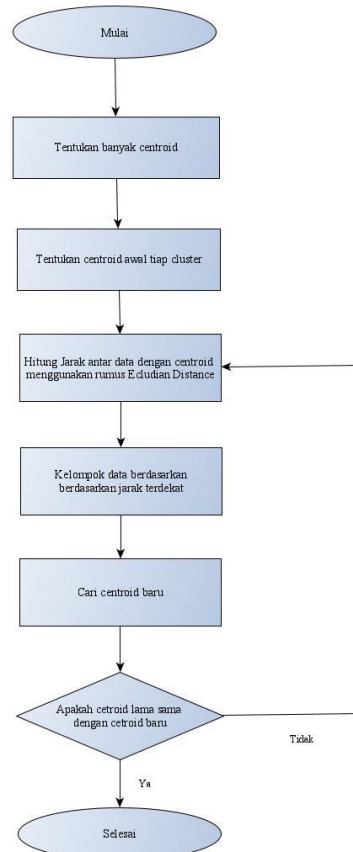 Mulai
Tentukan banyak centroid
Tentukan centroid awal tiap cluster
Hitung Jarak antar data dengan centroid
menggunakan rumus Ecludian Distance
Kelompok data berdasarkan
berdasarkan jarak terdekat
Cari centroid baru
Apakah cetroid lama sama
dengan cetroid baru
Tidak
Ya
Selesai